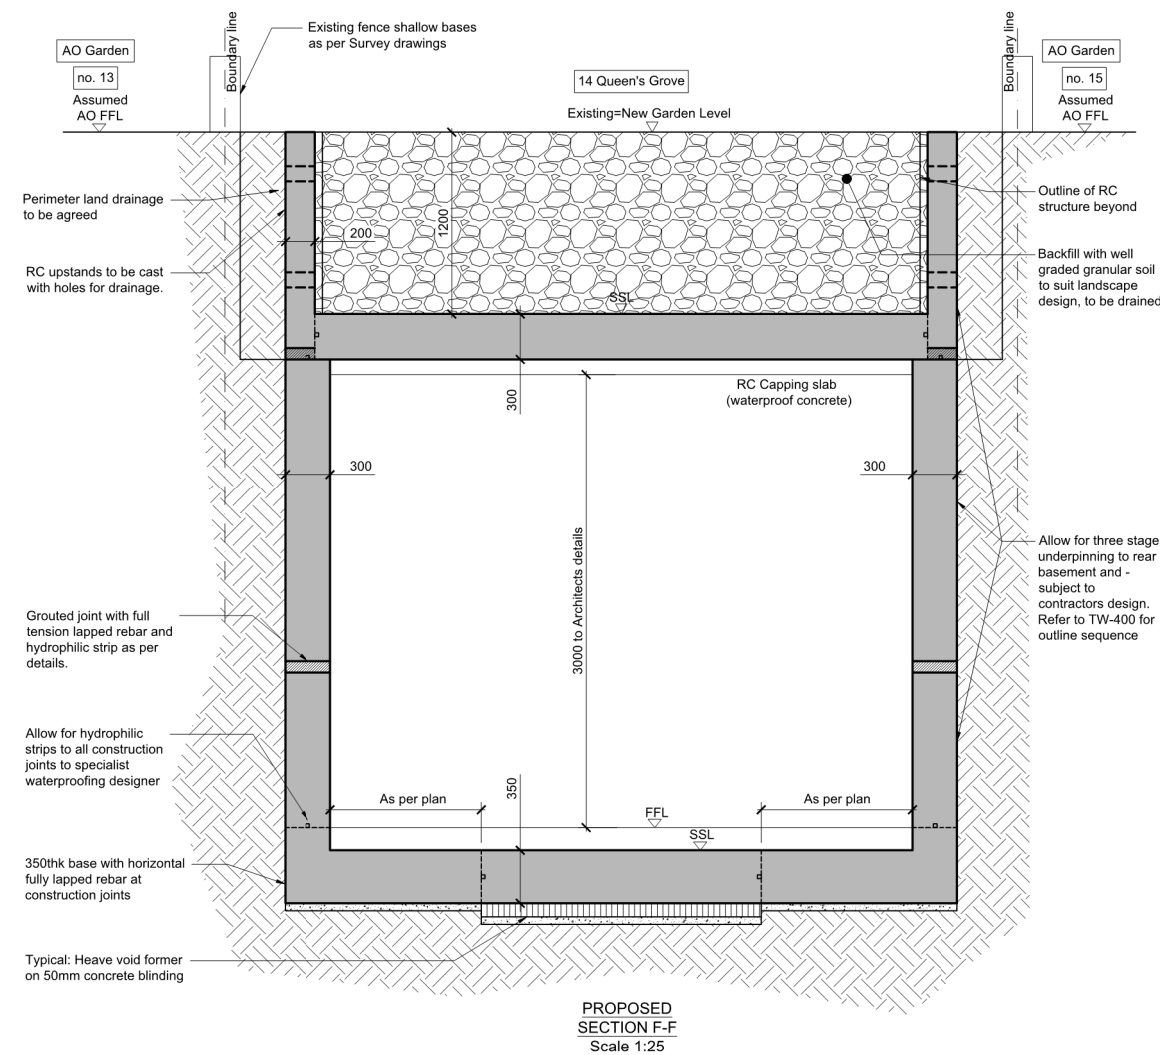 Existing fence shallow bases
as per Survey drawings
Boundary line
Boundary line
AO Garden
no. 13
Assumed
AO FFL
14 Queen's Grove
Existing=New Garden Level
AO Garden
no. 15
Assumed
AO FFL
Perimeter land drainage
to be agreed
200
1200
Outline of RC
structure beyond
RC upstands to be cast
with holes for drainage.
Backfill with well
graded granular soil
to suit landscape
design, to be drained
SSL
300
RC Capping slab
(waterproof concrete)
300
300
3000 to Architects details
Allow for three stage
underpinning to rear
basement and -
subject to
contractors design.
Refer to TW-400 for
outline sequence
Grouted joint with full
tension lapped rebar and
hydrophilic strip as per
details.
Allow for hydrophilic
strips to all construction
joints to specialist
waterproofing designer
350
As per plan
As per plan
FFL
SSL
350thk base with horizontal
fully lapped rebar at
construction joints
Typical: Heave void former
on 50mm concrete blinding
PROPOSED
SECTION F-F
Scale 1:25